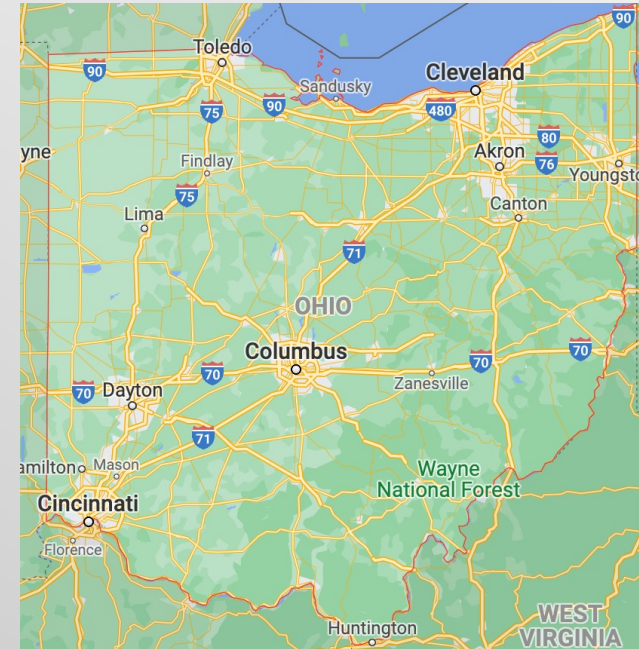 90
Toledo
90
Cleveland
Sandusky
90
75
480
80
yne
Akron
76
Findlay
Youngsto
75
Canton
Lima
71
OHIO
Columbus
70
70
70
Zanesville
70
Dayton
71
Wayne
National Forest
amilton
Mason
Cincinnati
Florence
WEST
VIRGINIA
Huntington